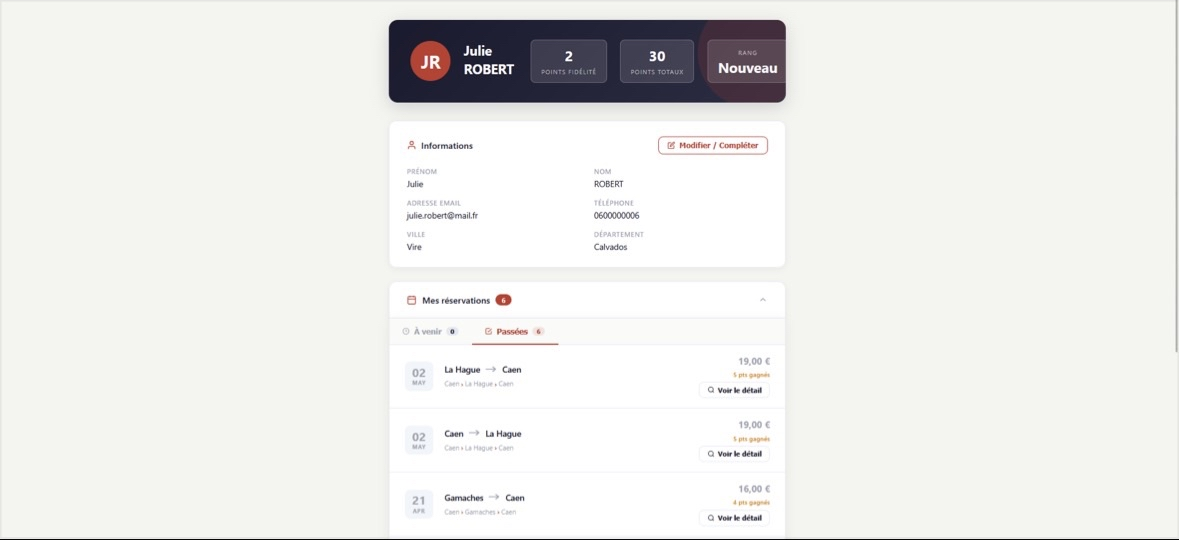 JR
Julie
ROBERT
2
POINTS FIDÉLITÉ
30
POINTS TOTAUX
RANG
Nouveau
Informations
Modifier / Compléter
PRÉNOM
Julie
NOM
ROBERT
ADRESSE EMAIL
julie.robert@mail.fr
TÉLÉPHONE
0600000006
VILLE
Vire
DÉPARTEMENT
Calvados
Mes réservations 6
À venir 0
Passées 6
02
MAY
La Hague → Caen
Caen › La Hague › Caen
19,00 €
5 pts gagnés
Voir le détail
02
MAY
Caen → La Hague
Caen › La Hague › Caen
19,00 €
5 pts gagnés
Voir le détail
21
APR
Gamaches → Caen
Caen › Gamaches › Caen
16,00 €
4 pts gagnés
Voir le détail